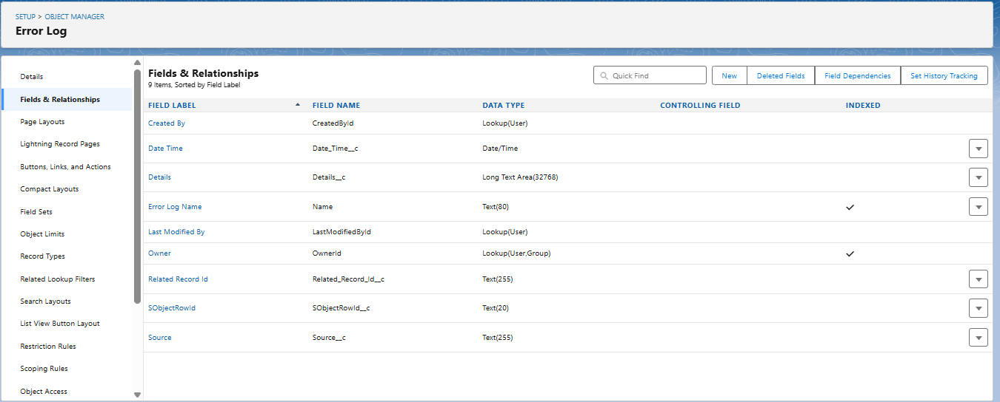 SETUP > OBJECT MANAGER
Error Log
Details
Fields & Relationships
Page Layouts
Lightning Record Pages
Buttons, Links, and Actions
Compact Layouts
Field Sets
Object Limits
Record Types
Related Lookup Filters
Search Layouts
List View Button Layout
Restriction Rules
Scoping Rules
Object Access
Fields & Relationships
9 Items, Sorted by Field Label
Quick Find
New
Deleted Fields
Field Dependencies
Set History Tracking
FIELD LABEL FIELD NAME DATA TYPE CONTROLLING FIELD INDEXED
Created By CreatedById Lookup(User)
Date Time Date_Time__c Date/Time
Details Details__c Long Text Area(32768)
Error Log Name Name Text(80)
Last Modified By LastModifiedById Lookup(User)
Owner OwnerId Lookup(User,Group)
Related Record Id Related_Record_Id__c Text(255)
SObjectRowId SObjectRowId__c Text(20)
Source Source__c Text(255)